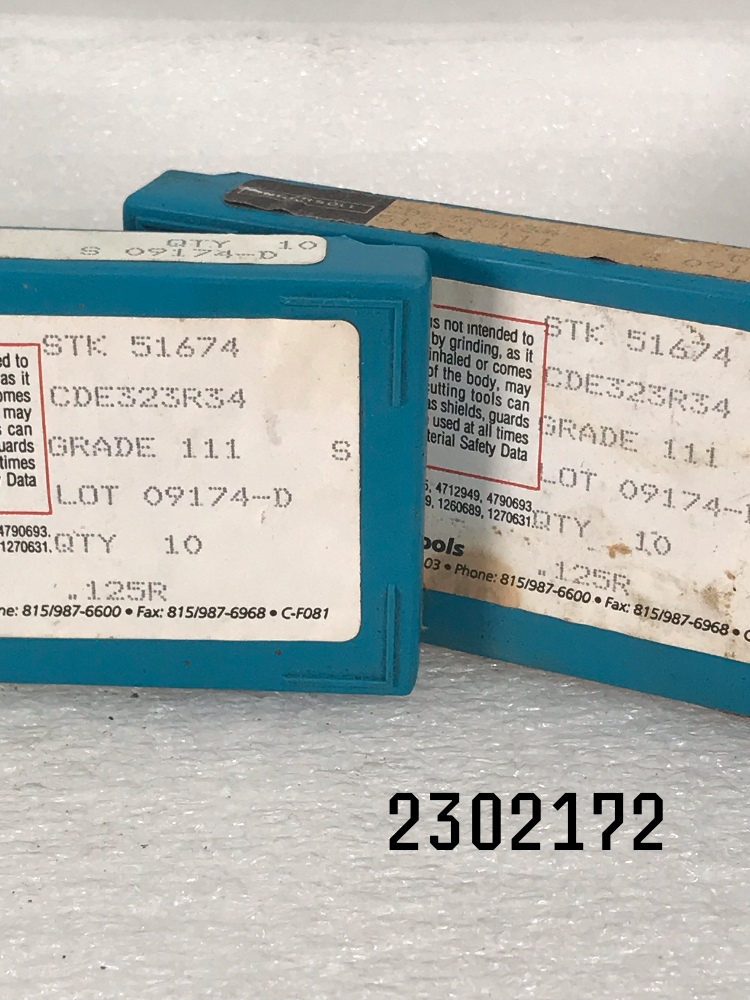 QTY 10
S 09174-D
STK 51674
CDE323R34
GRADE 111 S
LOT 09174-D
QTY 10
.125R
ed to
as it
omes
may
can
uards
times
Data
4790693.
1270631.
ne: 815/987-6600 • Fax: 815/987-6968 • C-F081
is not intended to
by grinding, as it
inhaled or comes
of the body, may
cutting tools can
as shields, guards
used at all times
terial Safety Data
STK 51674
CDE323R34
GRADE 111
LOT 09174-
QTY 10
.125R
5, 4712949, 4790693.
9, 1260689, 1270631.
ools
03 • Phone: 815/987-6600 • Fax: 815/987-6968 • C
2302172